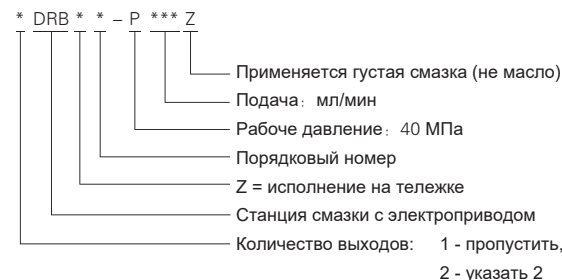 * DRB * * – P *** Z
Применяется густая смазка (не масло)
Подача： мл/мин
Рабоче давление： 40 МПа
Порядковый номер
Z = исполнение на тележке
Станция смазки с электроприводом
Количество выходов: 1 - пропустить,
2 - указать 2